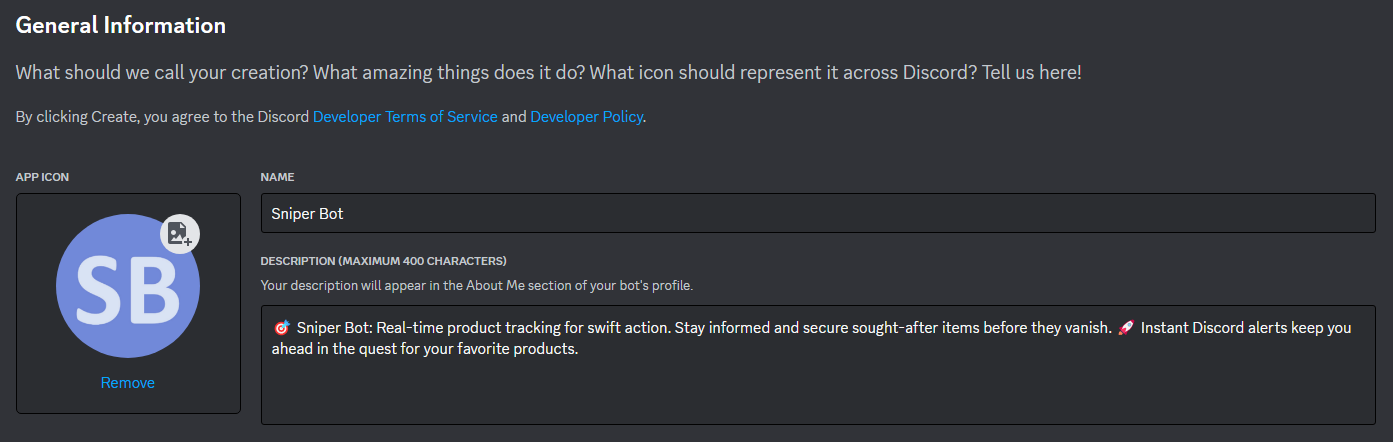 General Information
What should we call your creation? What amazing things does it do? What icon should represent it across Discord? Tell us here!
By clicking Create, you agree to the Discord Developer Terms of Service and Developer Policy.
APP ICON
SB
Remove
NAME
Sniper Bot
DESCRIPTION (MAXIMUM 400 CHARACTERS)
Your description will appear in the About Me section of your bot's profile.
🎯 Sniper Bot: Real-time product tracking for swift action. Stay informed and secure sought-after items before they vanish. 🚀 Instant Discord alerts keep you
ahead in the quest for your favorite products.